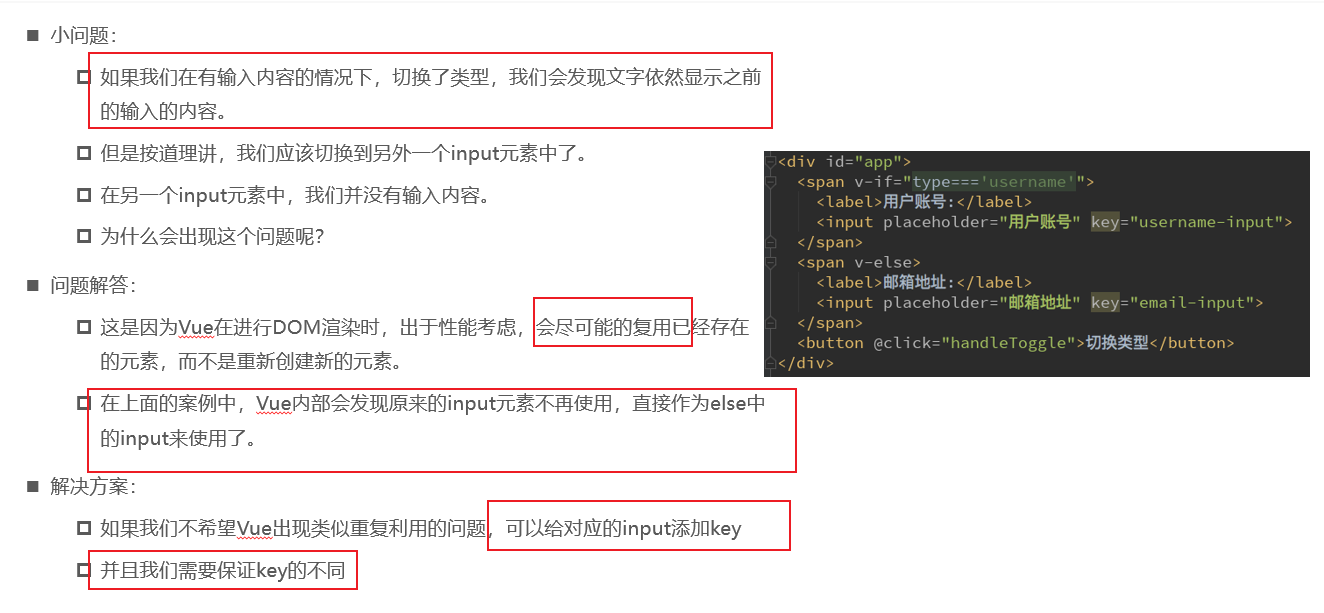 小问题：
如果我们在有输入内容的情况下，切换了类型，我们会发现文字依然显示之前
的输入的内容。
但是按道理讲，我们应该切换到另外一个input元素中了。
在另一个input元素中，我们并没有输入内容。
为什么会出现这个问题呢？
问题解答：
这是因为Vue在进行DOM渲染时，出于性能考虑，会尽可能的复用已经存在
的元素，而不是重新创建新的元素。
在上面的案例中，Vue内部会发现原来的input元素不再使用，直接作为else中
的input来使用了。
解决方案：
如果我们不希望Vue出现类似重复利用的问题，可以给对应的input添加key
并且我们需要保证key的不同
<div id="app">
<span v-if="type==='username'">
<label>用户账号:</label>
<input placeholder="用户账号" key="username-input">
</span>
<span v-else>
<label>邮箱地址:</label>
<input placeholder="邮箱地址" key="email-input">
</span>
<button @click="handleToggle">切换类型</button>
</div>